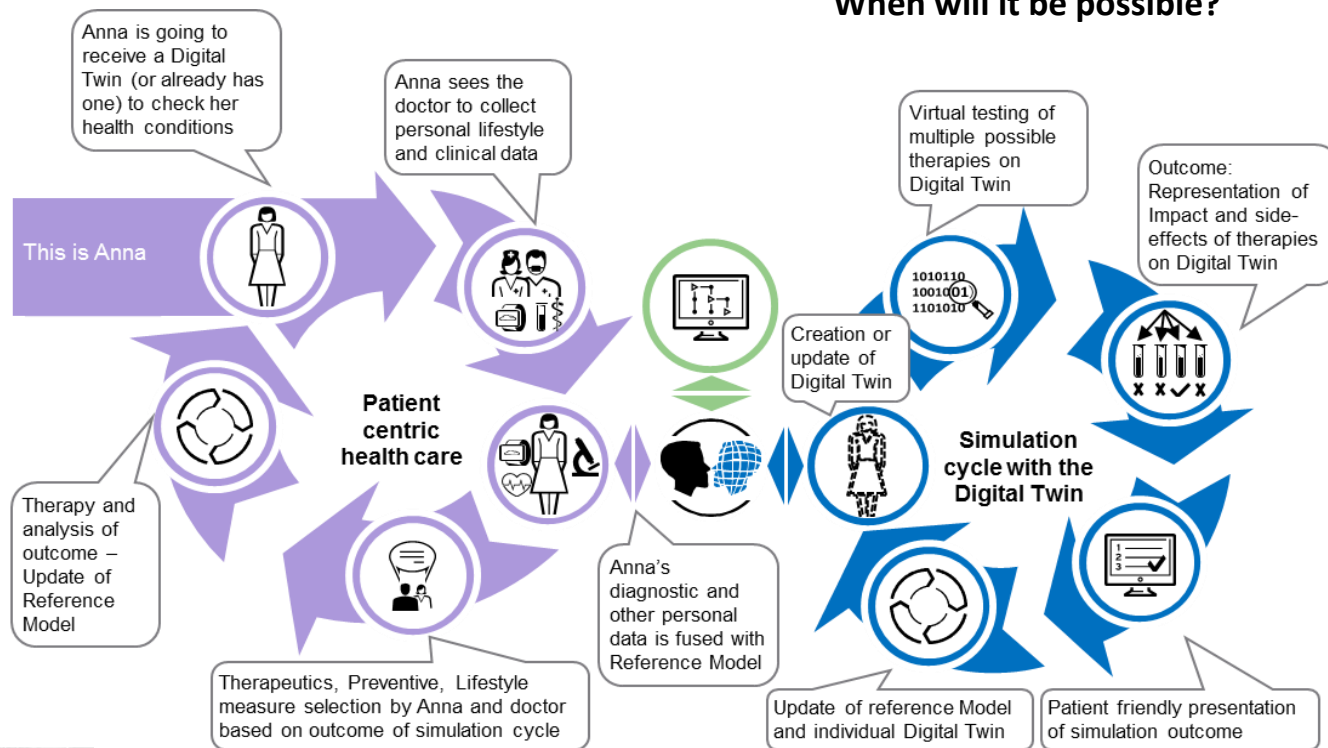 When will it be possible?
Anna is going to
receive a Digital
Twin (or already has
one) to check her
health conditions
Anna sees the
doctor to collect
personal lifestyle
and clinical data
Virtual testing of
multiple possible
therapies on
Digital Twin
Outcome:
Representation of
Impact and side-
effects of therapies
on Digital Twin
This is Anna
1010110
1001001
1101010
Creation or
update of
Digital Twin
Patient
centric
health care
Simulation
cycle with the
Digital Twin
1
2
3
Therapy and
analysis of
outcome –
Update of
Reference
Model
Anna's
diagnostic and
other personal
data is fused with
Reference Model
Therapeutics, Preventive, Lifestyle
measure selection by Anna and doctor
based on outcome of simulation cycle
Update of reference Model
and individual Digital Twin
Patient friendly presentation
of simulation outcome